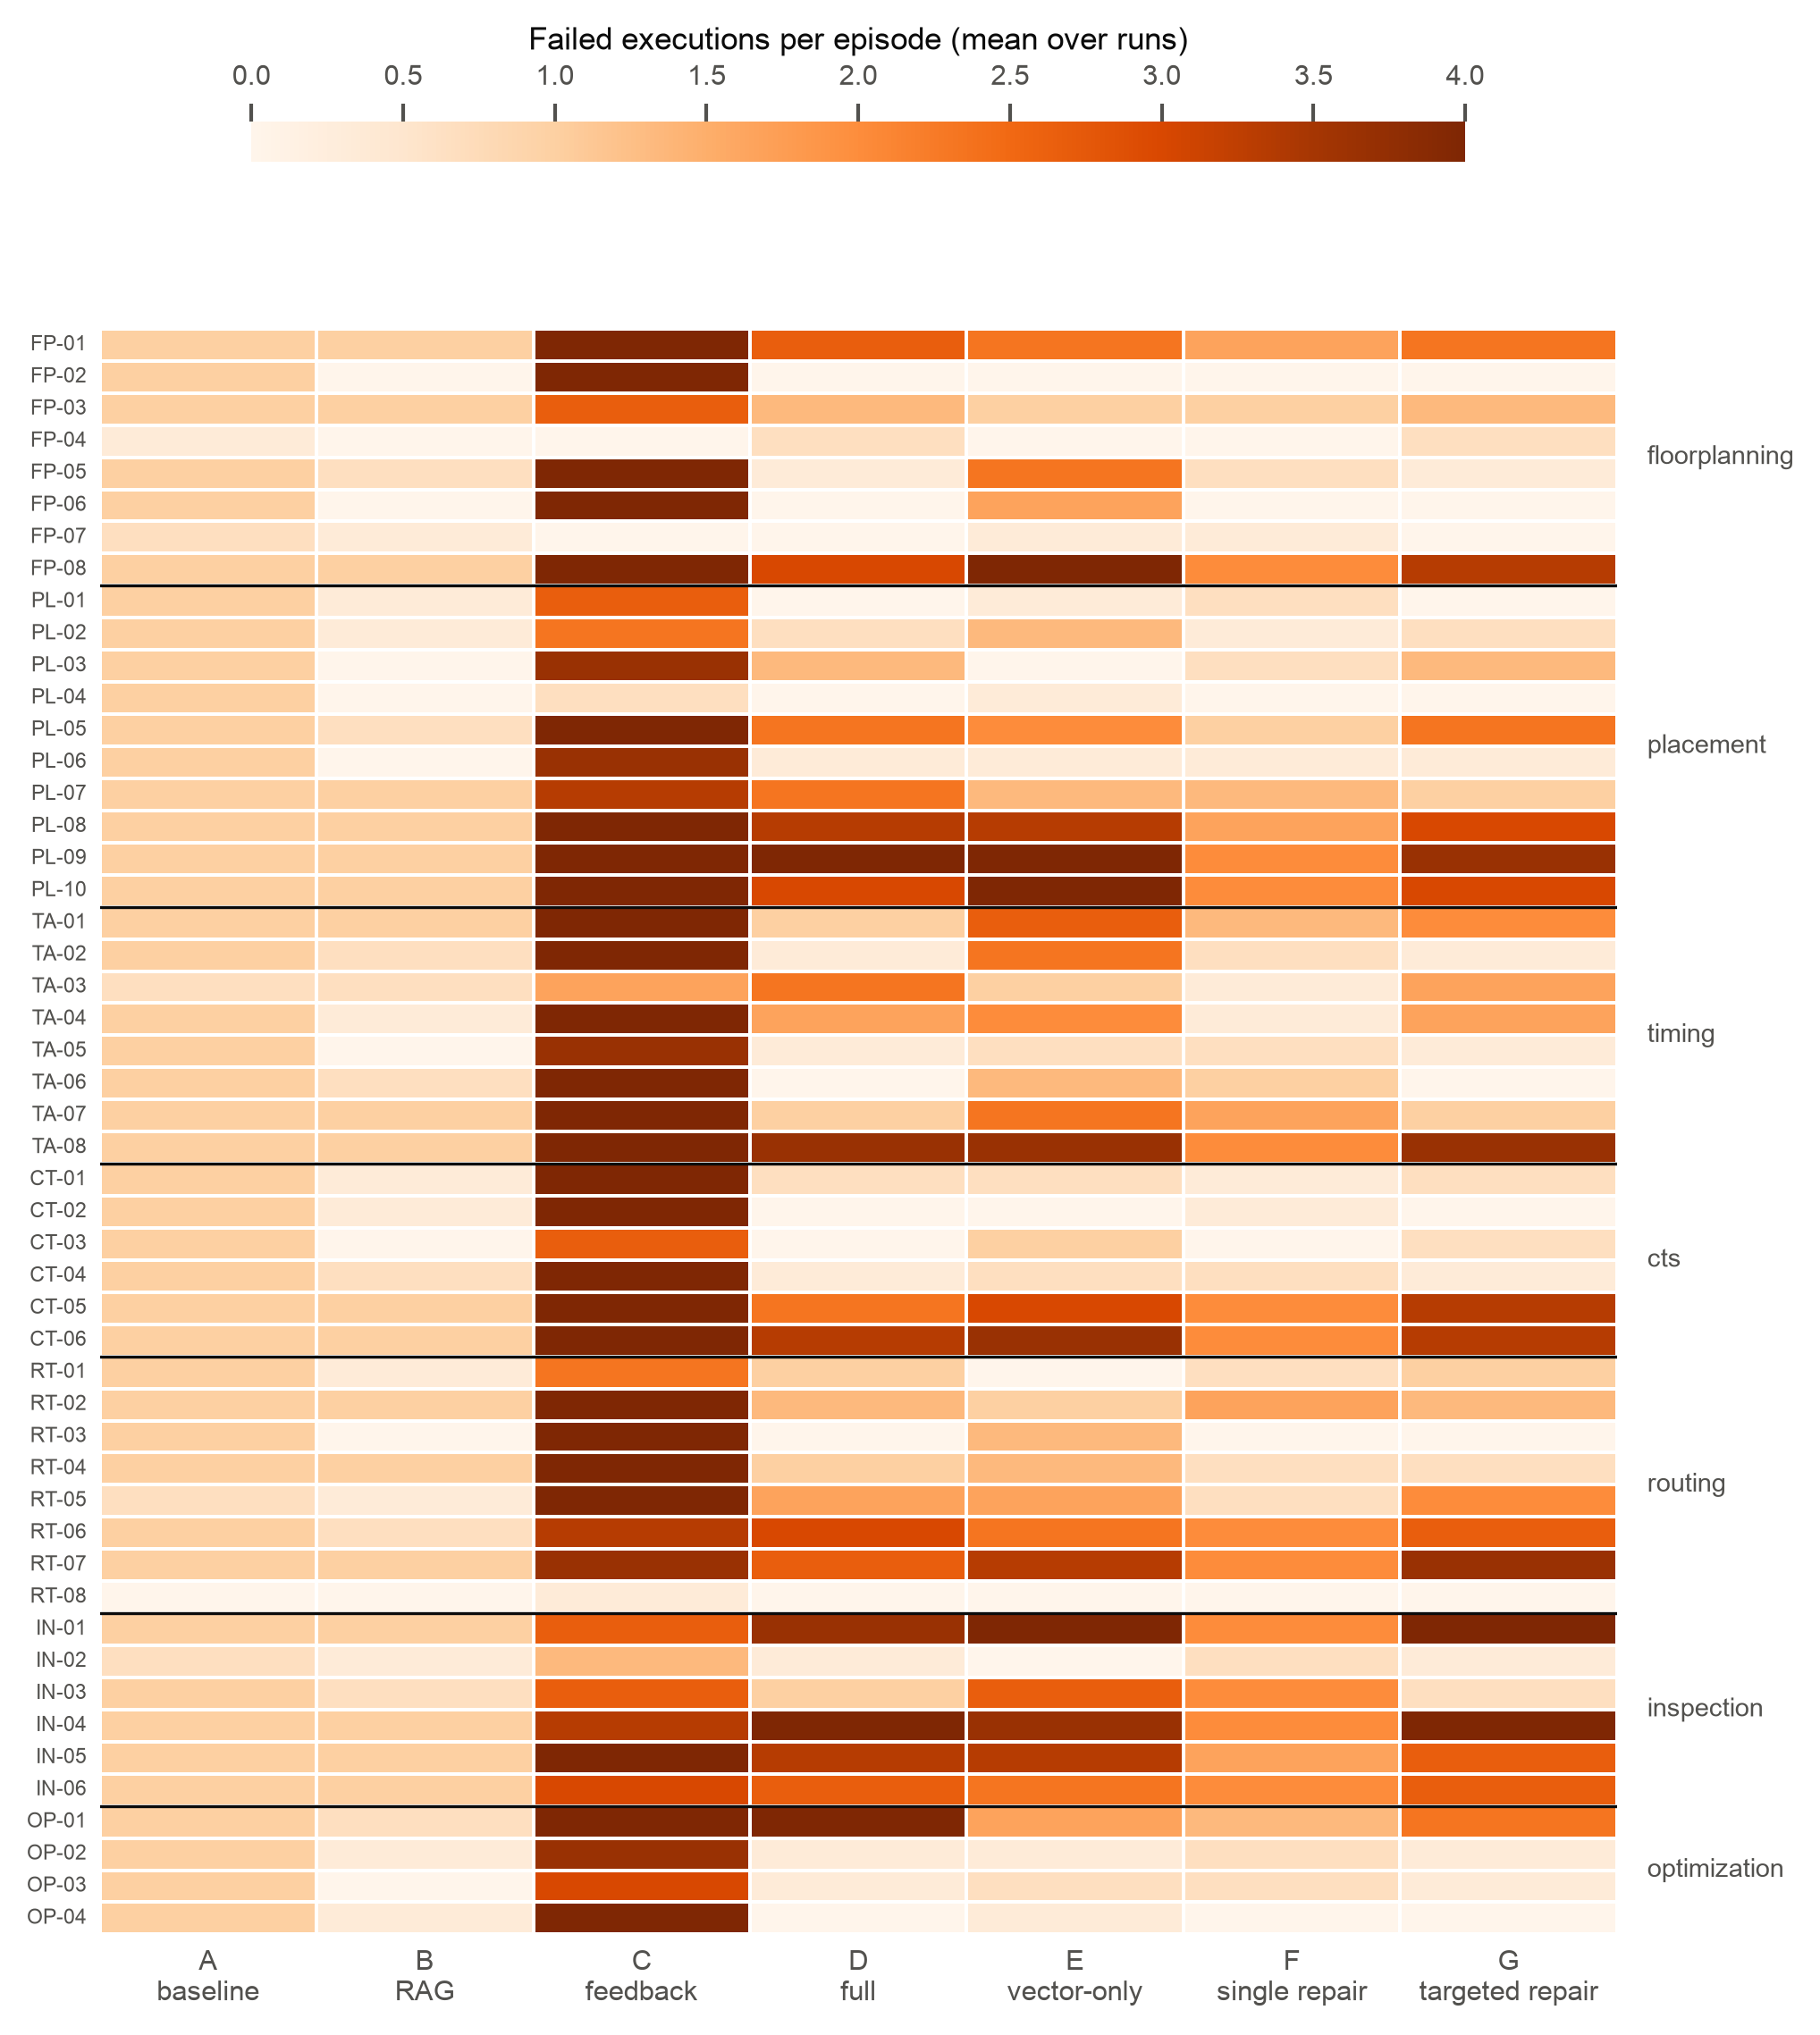 Failed executions per episode (mean over runs)
0.0 0.5 1.0 1.5 2.0 2.5 3.0 3.5 4.0
FP-01
FP-02
FP-03
FP-04
floorplanning
FP-05
FP-06
FP-07
FP-08
PL-01
PL-02
PL-03
PL-04
PL-05
placement
PL-06
PL-07
PL-08
PL-09
PL-10
TA-01
TA-02
TA-03
TA-04
timing
TA-05
TA-06
TA-07
TA-08
CT-01
CT-02
CT-03
cts
CT-04
CT-05
CT-06
RT-01
RT-02
RT-03
RT-04
routing
RT-05
RT-06
RT-07
RT-08
IN-01
IN-02
IN-03
inspection
IN-04
IN-05
IN-06
OP-01
OP-02
optimization
OP-03
OP-04
A B C D E F G
baseline RAG feedback full vector-only single repair targeted repair